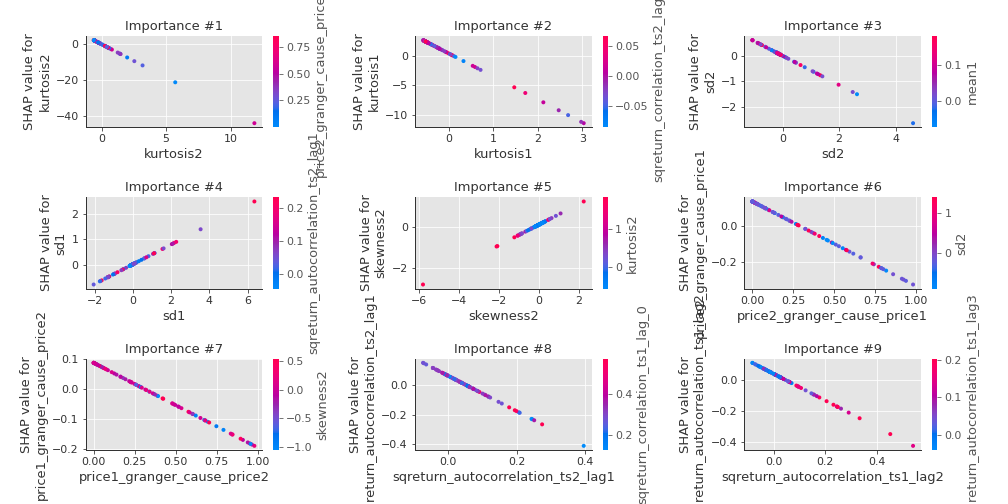 Importance #1
SHAP value for
kurtosis2
0
−20
−40
0
5
10
kurtosis2
0.75
0.50
0.25
price2_granger_cause_price1
Importance #2
SHAP value for
kurtosis1
0
−5
−10
0
1
2
3
kurtosis1
0.05
0.00
−0.05
Importance #3
SHAP value for
sd2
0
−1
−2
0
2
4
sd2
0.1
0.0
mean1
Importance #4
SHAP value for
sd1
2
1
0
−2
0
2
4
6
sd1
0.2
0.1
0.0
sqreturn_autocorrelation_ts2_lag1
Importance #5
SHAP value for
skewness2
0
−2
−6
−4
−2
0
2
skewness2
1
0
kurtosis2
Importance #6
SHAP value for
price2_granger_cause_price1
0.0
−0.2
0.00
0.25
0.50
0.75
1.00
price2_granger_cause_price1
1
0
sd2
Importance #7
SHAP value for
price1_granger_cause_price2
0.1
0.0
−0.1
−0.2
0.00
0.25
0.50
0.75
1.00
price1_granger_cause_price2
0.5
0.0
−0.5
−1.0
skewness2
Importance #8
SHAP value for
return_autocorrelation_ts2_lag1
0.0
−0.2
−0.4
0.0
0.2
0.4
sqreturn_autocorrelation_ts2_lag1
0.4
0.2
sqreturn_correlation_ts1_lag_0
Importance #9
SHAP value for
0.0
−0.2
−0.4
0.0
0.2
0.4
sqreturn_autocorrelation_ts1_lag2
0.2
0.1
0.0
return_autocorrelation_ts1_lag3